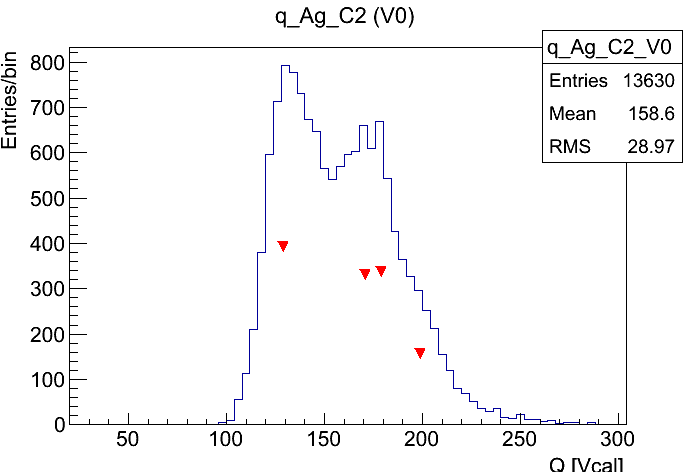 q_Ag_C2 (V0)
q_Ag_C2_V0
Entries 13630
Mean 158.6
RMS 28.97
Entries/bin
800
700
600
500
400
300
200
100
0
50 100 150 200 250 300
Q [Vcal]